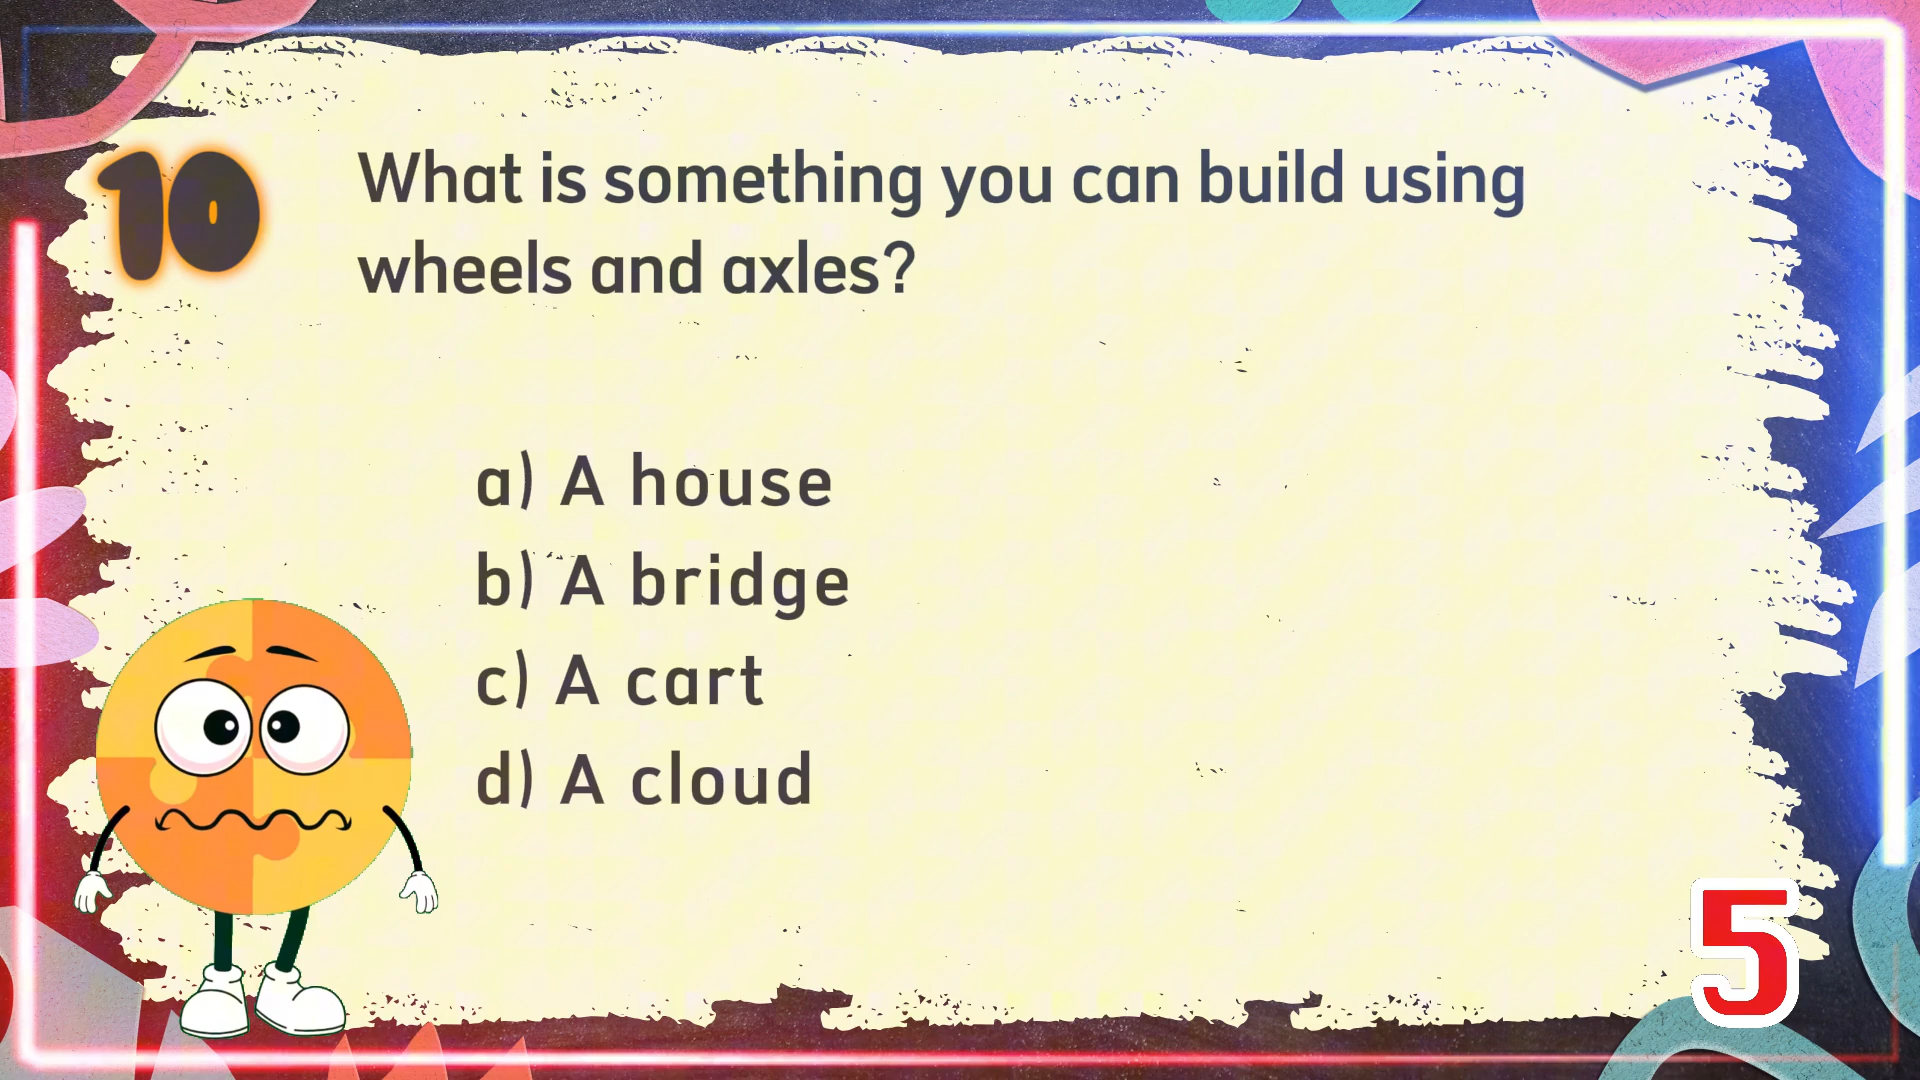 10
What is something you can build using
wheels and axles?
a) A house
b) A bridge
c) A cart
d) A cloud
5